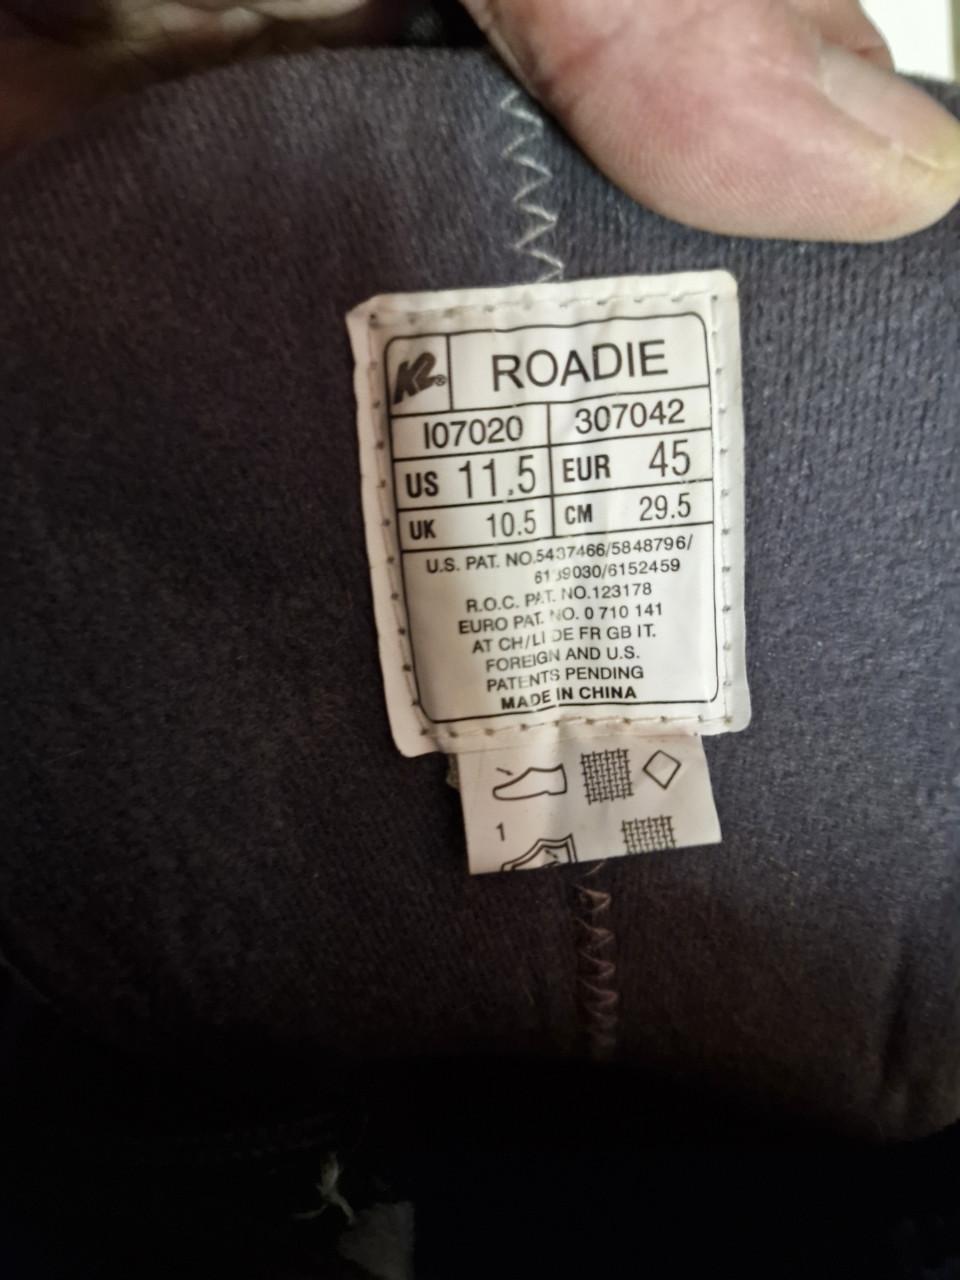 K2® ROADIE
I07020 307042
US 11.5 EUR 45
UK 10.5 CM 29.5
U.S. PAT. NO.5437466/5848796/
6139030/6152459
R.O.C. PAT. NO.123178
EURO PAT. NO. 0 710 141
AT CH/LI DE FR GB IT.
FOREIGN AND U.S.
PATENTS PENDING
MADE IN CHINA
1